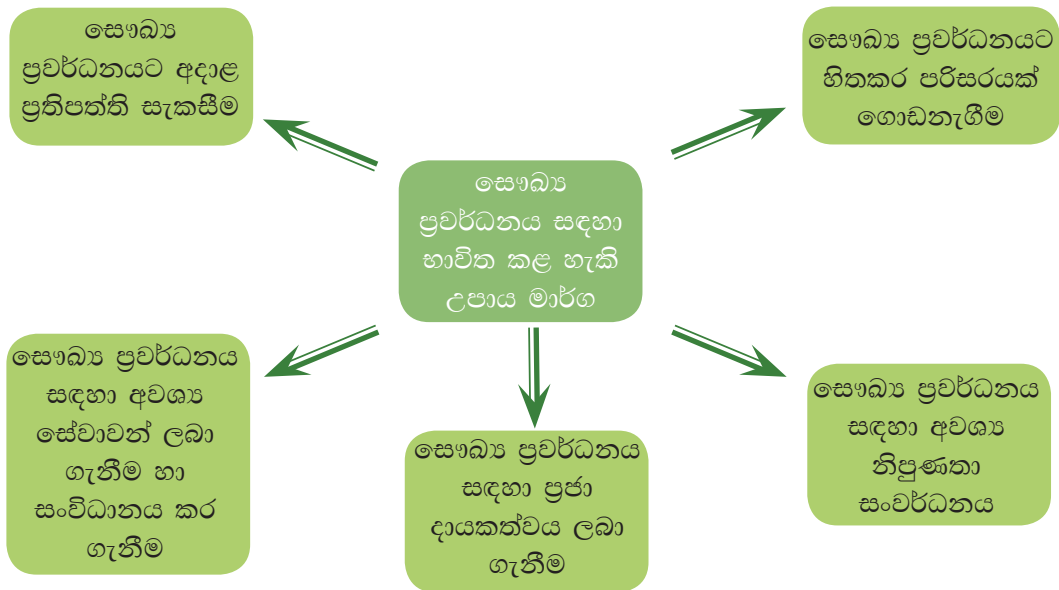 සෞඛ්‍ය
ප්‍රවර්ධනයට අදාළ
ප්‍රතිපත්ති සැකසීම
සෞඛ්‍ය ප්‍රවර්ධනයට
හිතකර පරිසරයක්
ගොඩනැගීම
සෞඛ්‍ය
ප්‍රවර්ධනය සඳහා
භාවිත කළ හැකි
උපාය මාර්ග
සෞඛ්‍ය ප්‍රවර්ධනය
සඳහා අවශ්‍ය
සේවාවන් ලබා
ගැනීම හා
සංවිධානය කර
ගැනීම
සෞඛ්‍ය ප්‍රවර්ධනය
සඳහා ප්‍රජා
දායකත්වය ලබා
ගැනීම
සෞඛ්‍ය ප්‍රවර්ධනය
සඳහා අවශ්‍ය
නිපුණතා
සංවර්ධනය